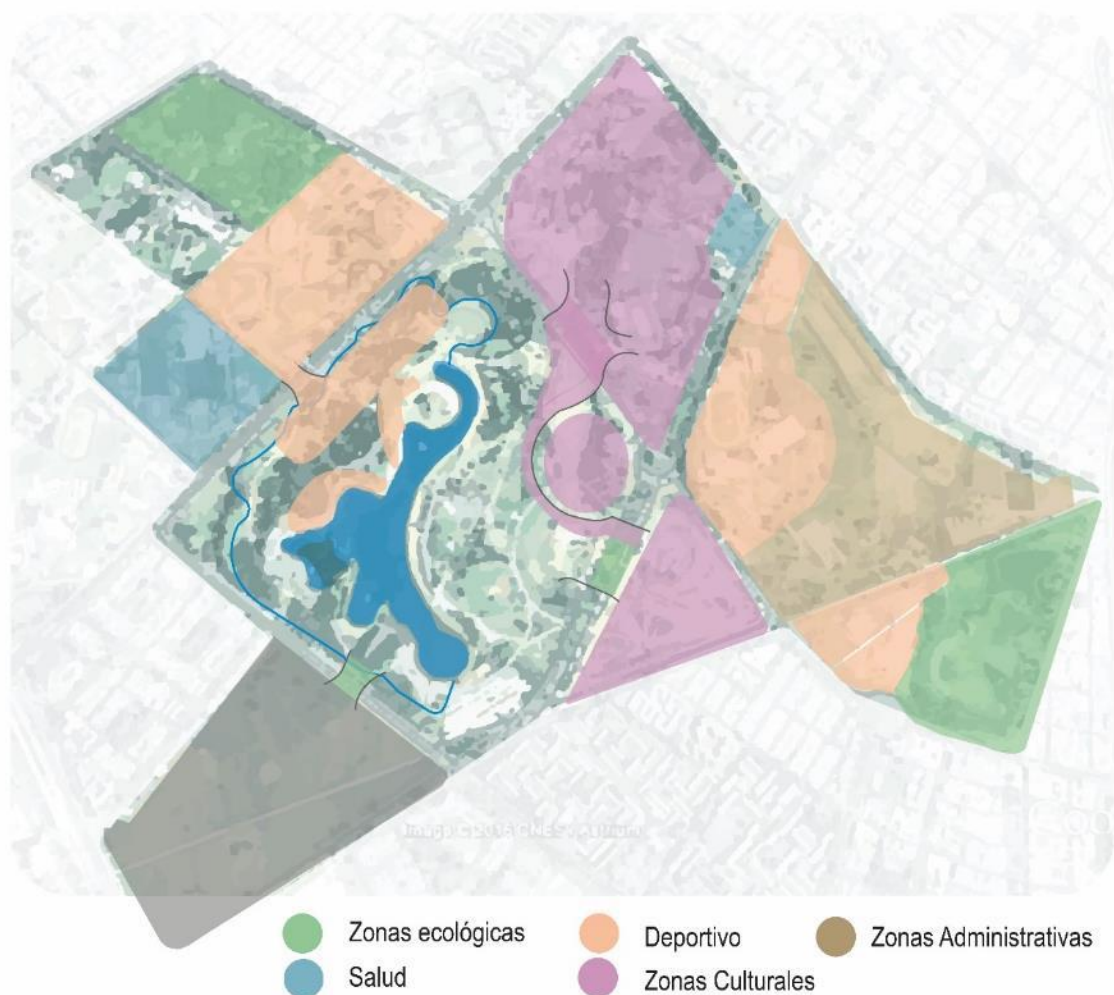 Zonas ecológicas
Deportivo
Zonas Administrativas
Salud
Zonas Culturales